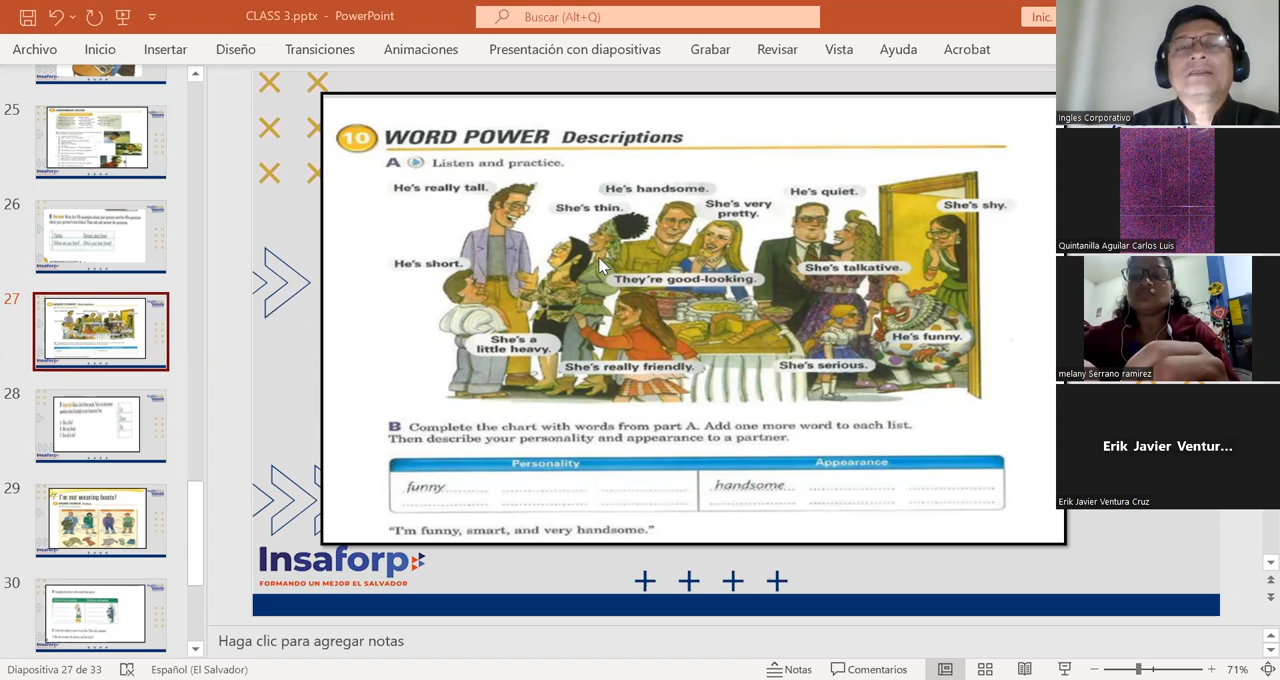 CLASS 3.pptx - PowerPoint
Buscar (Alt+Q)
Inic.
Archivo Inicio Insertar Diseño Transiciones Animaciones Presentación con diapositivas Grabar Revisar Vista Ayuda Acrobat
25
26
27
28
29
30
I'm not wearing boots!
10 WORD POWER Descriptions
A Listen and practice.
He's really tall.
He's handsome.
He's quiet.
She's thin.
She's very
pretty.
She's shy.
He's short.
They're good-looking.
She's talkative.
She's a
little heavy.
He's funny.
She's really friendly.
She's serious.
B Complete the chart with words from part A. Add one more word to each list.
Then describe your personality and appearance to a partner.
Personality Appearance
funny handsome
"I'm funny, smart, and very handsome."
Insaforp
FORMANDO UN MEJOR EL SALVADOR
Haga clic para agregar notas
Diapositiva 27 de 33 Español (El Salvador) Notas Comentarios 71%
Ingles Corporativo
Quintanilla Aguilar Carlos Luis
melany Serrano ramirez
Erik Javier Ventur...
Erik Javier Ventura Cruz